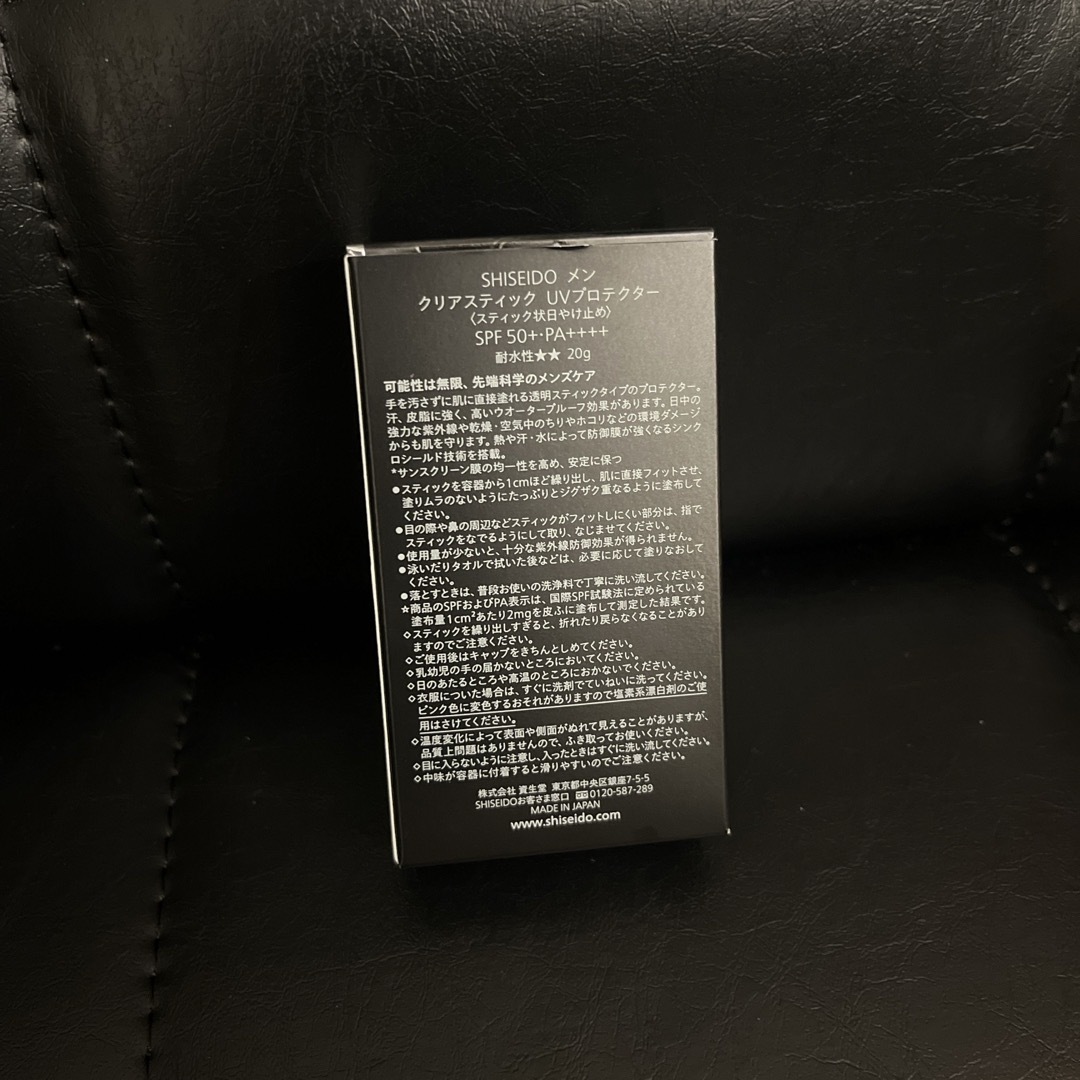 SHISEIDO メン
クリアスティック UVプロテクター
〈スティック状日やけ止め〉
SPF 50+・PA++++
耐水性★★ 20g
可能性は無限、先端科学のメンズケア
手を汚さずに肌に直接塗れる透明スティックタイプのプロテクター。
汗、皮脂に強く、高いウオータープルーフ効果があります。日中の
強力な紫外線や乾燥・空気中のちりやホコリなどの環境ダメージ
からも肌を守ります。熱や汗・水によって防御膜が強くなるシンク
ロシールド技術を搭載。
*サンスクリーン膜の均一性を高め、安定に保つ
●スティックを容器から1cmほど繰り出し、肌に直接フィットさせ、
塗りムラのないようにたっぷりとジグザグ重なるように塗布して
ください。
●目の際や鼻の周辺などスティックがフィットしにくい部分は、指で
スティックをなでるようにして取り、なじませてください。
●使用量が少ないと、十分な紫外線防御効果が得られません。
●泳いだりタオルで拭いた後などは、必要に応じて塗りなおして
ください。
●落とすときは、普段お使いの洗浄料で丁寧に洗い流してください。
☆商品のSPFおよびPA表示は、国際SPF試験法に定められている
塗布量1cm²あたり2mgを皮ふに塗布して測定した結果です。
◇スティックを繰り出しすぎると、折れたり戻らなくなることがあり
ますのでご注意ください。
◇ご使用後はキャップをきちんとしめてください。
◇乳幼児の手の届かないところにおいてください。
◇日のあたるところや高温のところにおかないでください。
◇衣服についた場合は、すぐに洗剤でていねいに洗ってください。
ピンク色に変色するおそれがありますので塩素系漂白剤のご使
用はさけてください。
◇温度変化によって表面や側面がぬれて見えることがありますが、
品質上問題はありませんので、ふき取ってお使いください。
◇目に入らないように注意し、入ったときはすぐに洗い流してください。
◇中味が容器に付着すると滑りやすいのでご注意ください。
株式会社 資生堂 東京都中央区銀座7-5-5
SHISEIDOお客さま窓口 0120-587-289
MADE IN JAPAN
www.shiseido.com